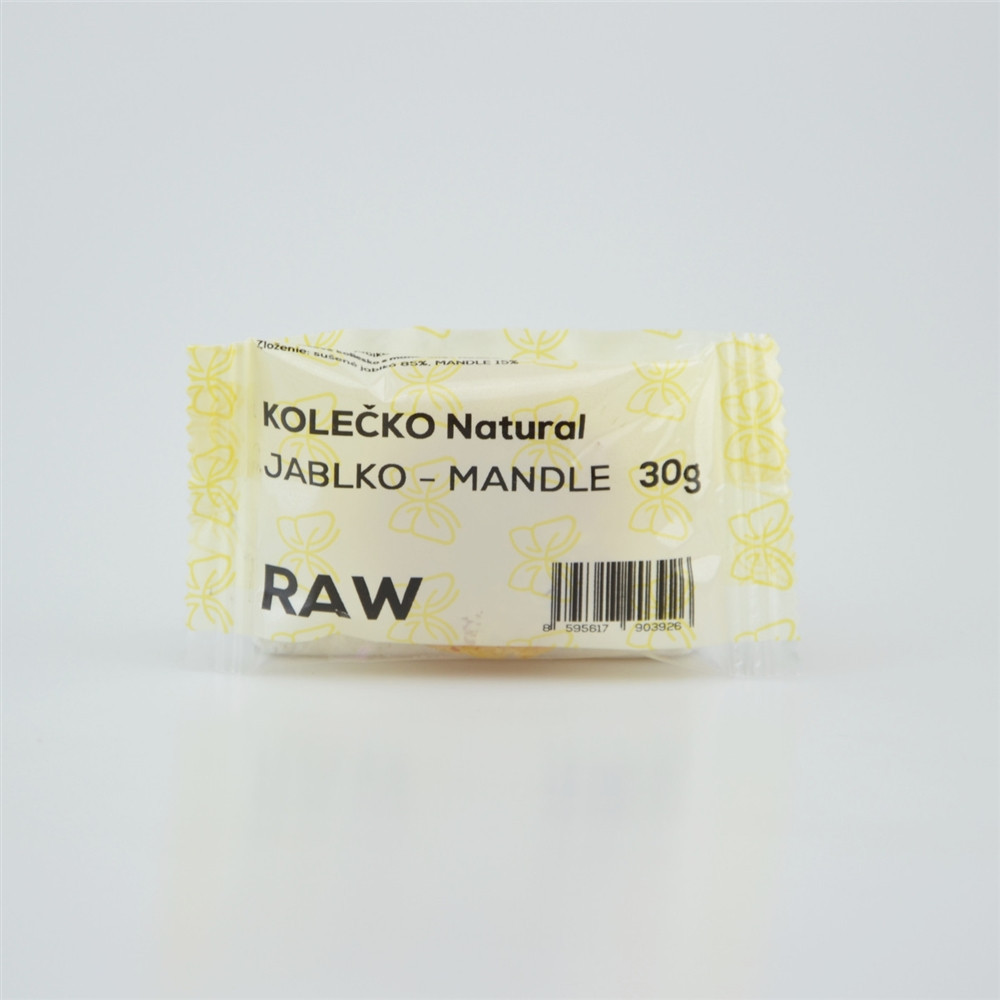 Zloženie: sušené jablko 85%, MANDLE 15%
KOLEČKO Natural
JABLKO – MANDLE 30g
RAW
8 595617 903926